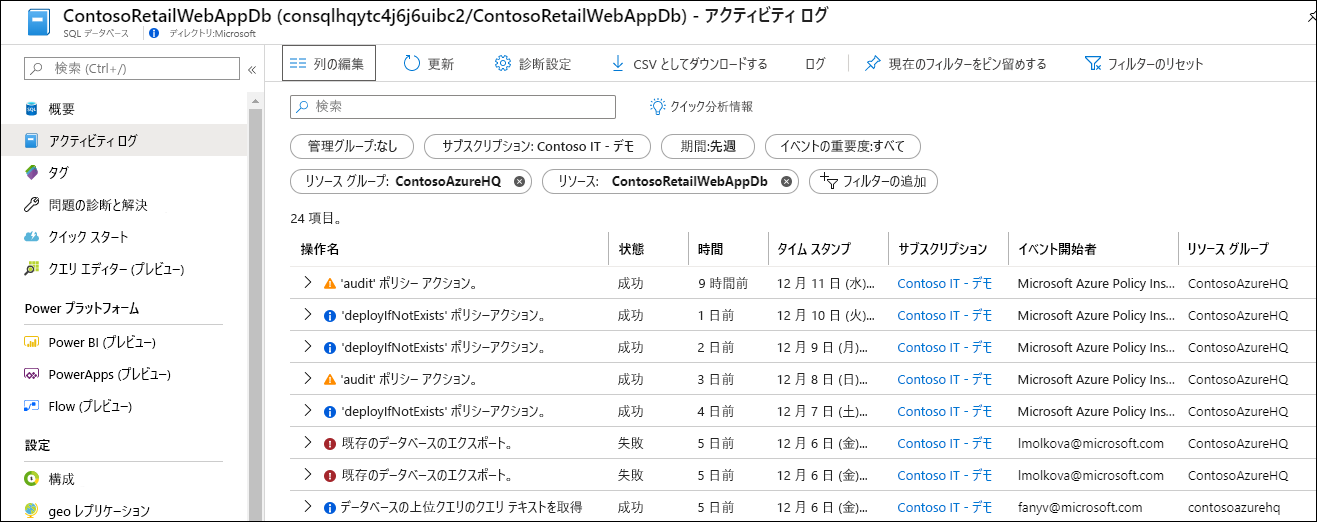 ContosoRetailWebAppDb (consqlhqytc4j6j6uibc2/ContosoRetailWebAppDb) - アクティビティ ログ
SQL データベース ディレクトリ:Microsoft
検索 (Ctrl+/)
«
概要
アクティビティ ログ
タグ
問題の診断と解決
クイック スタート
クエリ エディター (プレビュー)
Power プラットフォーム
Power BI (プレビュー)
PowerApps (プレビュー)
Flow (プレビュー)
設定
構成
geo レプリケーション
列の編集 更新 診断設定 CSV としてダウンロードする ログ 現在のフィルターをピン留めする フィルターのリセット
検索 クイック分析情報
管理グループ:なし サブスクリプション: Contoso IT - デモ 期間:先週 イベントの重要度:すべて
リソース グループ: ContosoAzureHQ リソース: ContosoRetailWebAppDb フィルターの追加
24 項目。
操作名 状態 時間 タイム スタンプ サブスクリプション イベント開始者 リソース グループ
'audit' ポリシー アクション。 成功 9 時間前 12 月 11 日 (水)... Contoso IT - デモ Microsoft Azure Policy Ins... ContosoAzureHQ
'deployIfNotExists' ポリシーアクション。 成功 1 日前 12 月 10 日 (火)... Contoso IT - デモ Microsoft Azure Policy Ins... ContosoAzureHQ
'deployIfNotExists' ポリシーアクション。 成功 2 日前 12 月 9 日 (月)... Contoso IT - デモ Microsoft Azure Policy Ins... ContosoAzureHQ
'audit' ポリシー アクション。 成功 3 日前 12 月 8 日 (日)... Contoso IT - デモ Microsoft Azure Policy Ins... ContosoAzureHQ
'deployIfNotExists' ポリシーアクション。 成功 4 日前 12 月 7 日 (土)... Contoso IT - デモ Microsoft Azure Policy Ins... ContosoAzureHQ
既存のデータベースのエクスポート。 失敗 5 日前 12 月 6 日 (金)... Contoso IT - デモ lmolkova@microsoft.com ContosoAzureHQ
既存のデータベースのエクスポート。 失敗 5 日前 12 月 6 日 (金)... Contoso IT - デモ lmolkova@microsoft.com ContosoAzureHQ
データベースの上位クエリのクエリ テキストを取得 成功 5 日前 12 月 6 日 (金)... Contoso IT - デモ fanyv@microsoft.com contosoazurehq